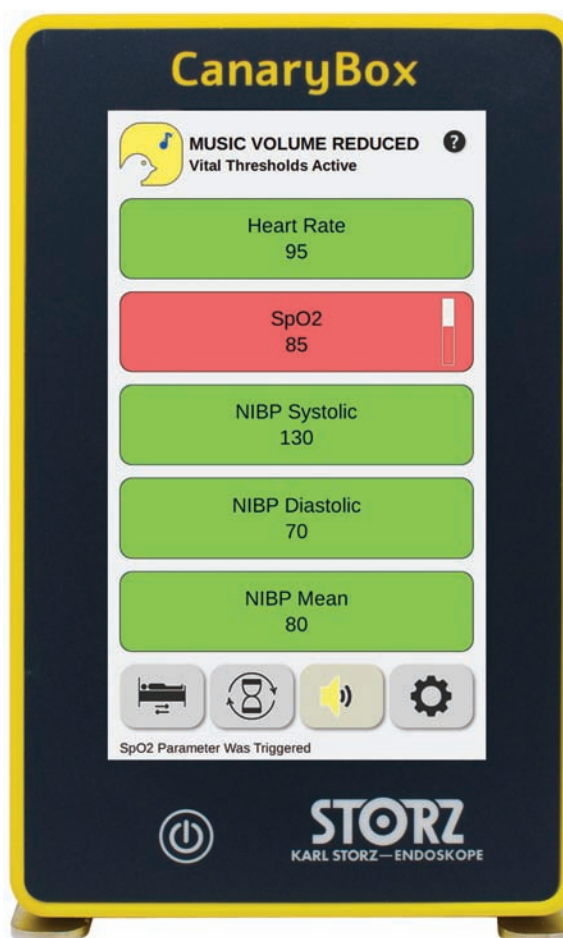 CanaryBox
MUSIC VOLUME REDUCED
?
Vital Thresholds Active
Heart Rate
95
SpO2
85
NIBP Systolic
130
NIBP Diastolic
70
NIBP Mean
80
SpO2 Parameter Was Triggered
STORZ
KARL STORZ—ENDOSKOPE